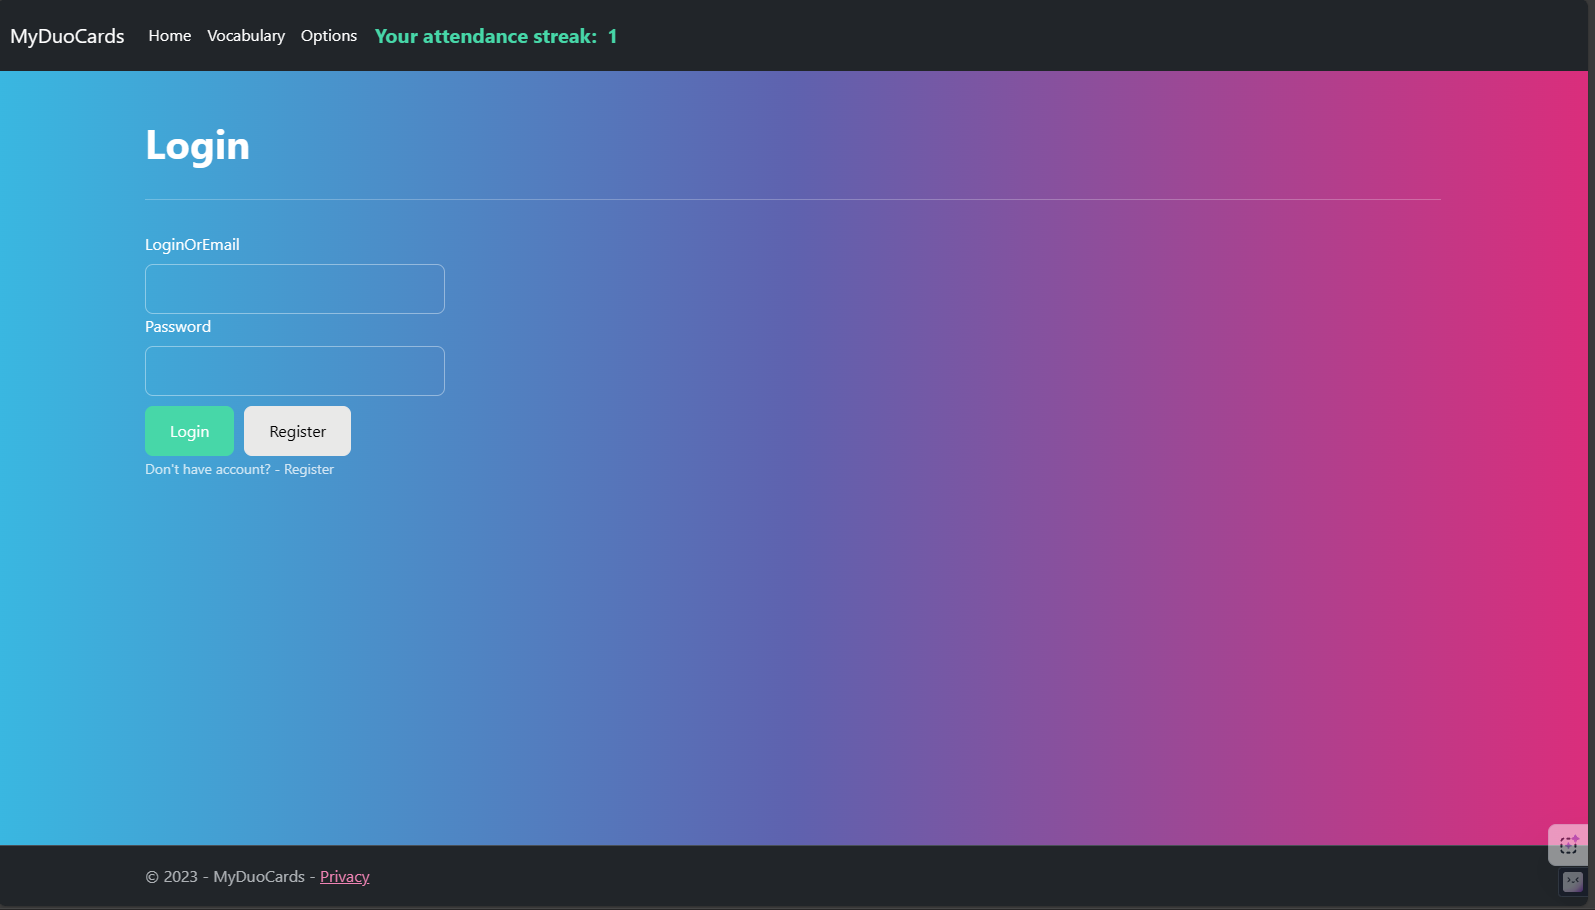 MyDuoCards Home Vocabulary Options Your attendance streak: 1
Login
LoginOrEmail
Password
Login Register
Don't have account? - Register
© 2023 - MyDuoCards - Privacy